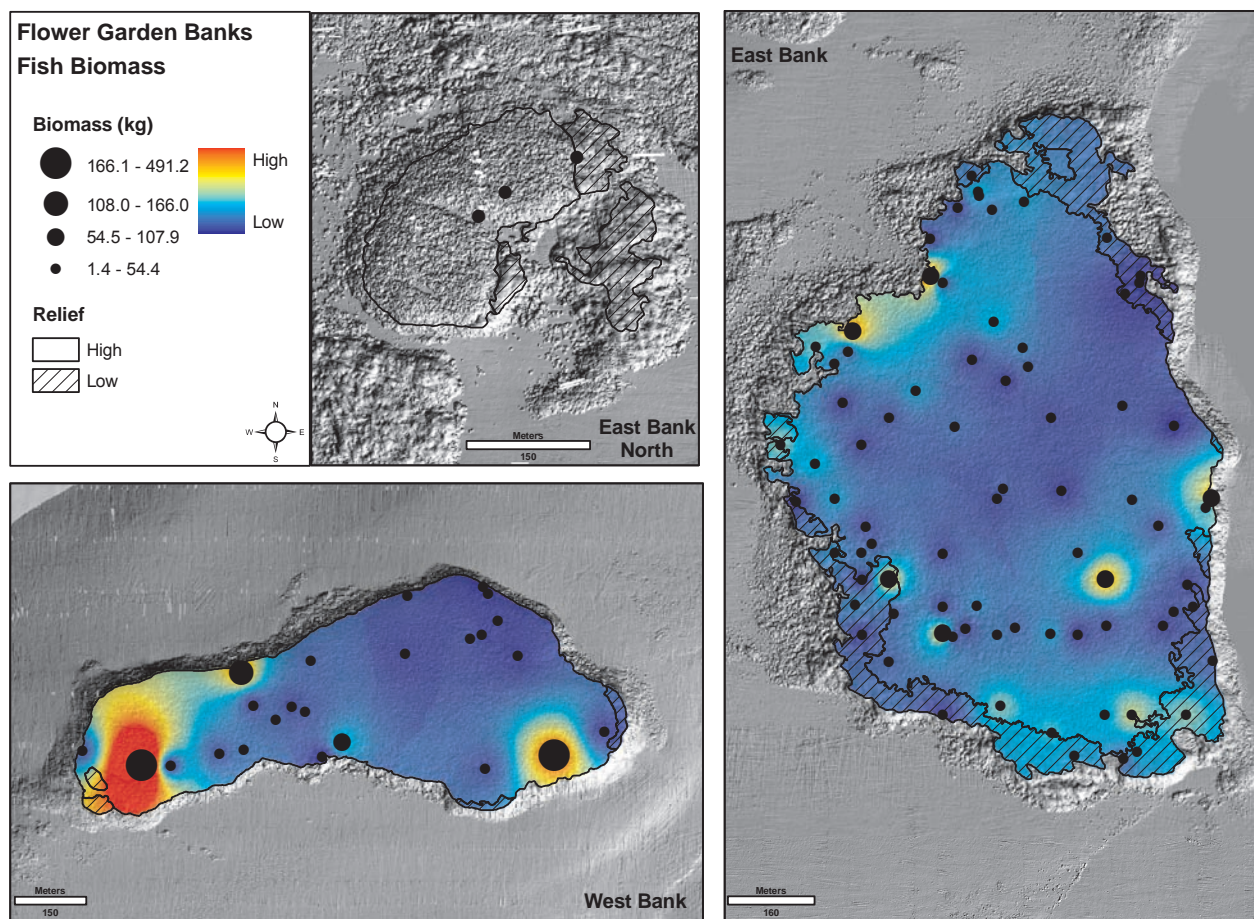 Flower Garden Banks
Fish Biomass
Biomass (kg)
166.1 - 491.2
108.0 - 166.0
54.5 - 107.9
1.4 - 54.4
High
Low
Relief
High
Low
N
W
E
S
Meters
150
East Bank
North
East Bank
Meters
160
Meters
150
West Bank